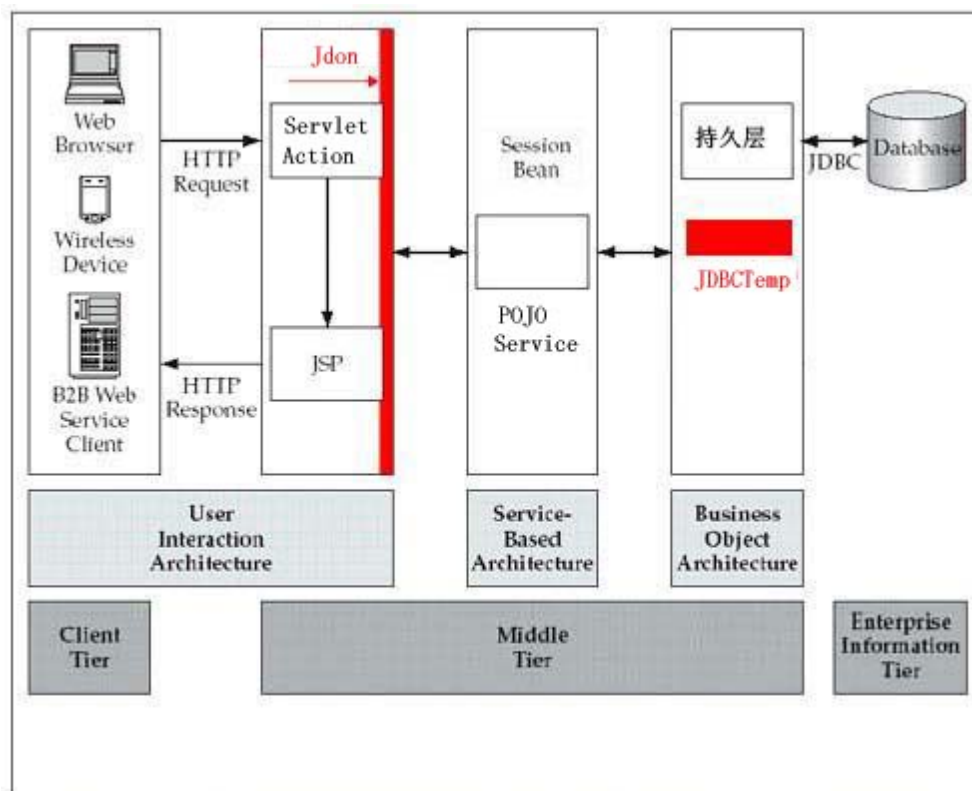 Web
Browser
Wireless
Device
B2B Web
Service
Client
HTTP
Request
HTTP
Response
Jdon
Servlet
Action
JSP
Session
Bean
POJO
Service
持久层
JDBCTemp
JDBC
Database
User
Interaction
Architecture
Service-
Based
Architecture
Business
Object
Architecture
Client
Tier
Middle
Tier
Enterprise
Information
Tier